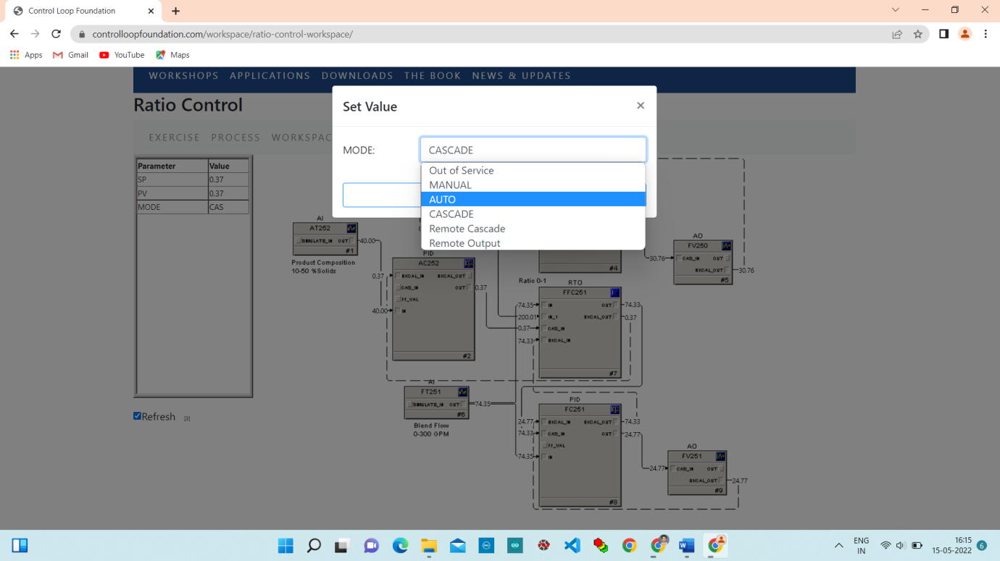 Control Loop Foundation
controlloopfoundation.com/workspace/ratio-control-workspace/
Apps Gmail YouTube Maps
WORKSHOPS APPLICATIONS DOWNLOADS THE BOOK NEWS & UPDATES
Ratio Control
EXERCISE PROCESS WORKSPAC
Set Value
MODE: CASCADE
Out of Service
MANUAL
AUTO
CASCADE
Remote Cascade
Remote Output
Parameter Value
SP 0.37
PV 0.37
MODE CAS
AI
AT252
SIMULATE_IN OUT 40.00
#1
Product Composition
10-50 %Solids
PID
AC252
0.37 BKCAL_IN BKCAL_OUT
CAS_IN OUT 0.37
FF_VAL
40.00 IN
#2
#4
AO
FV250
30.76 CAS_IN OUT
BKCAL_OUT 30.76
#5
Ratio 0-1 RTO
FFC251
74.35 IN OUT 74.33
200.01 IN_1 BKCAL_OUT 0.37
0.37 CAS_IN
74.33 BKCAL_IN
#7
AI
FT251
SIMULATE_IN OUT 74.35
#6
Blend Flow
0-300 GPM
PID
FC251
24.77 BKCAL_IN BKCAL_OUT 74.33
74.33 CAS_IN OUT 24.77
FF_VAL
74.35 IN
#8
AO
FV251
24.77 CAS_IN OUT
BKCAL_OUT 24.77
#9
Refresh [3]
ENG
IN
16:15
15-05-2022
6